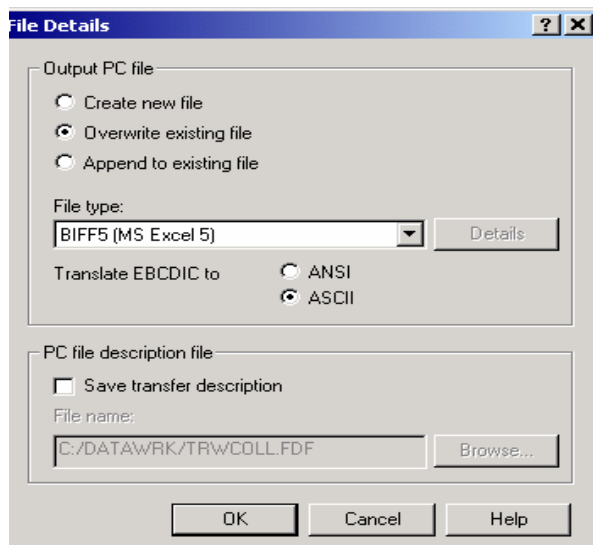 File Details
Output PC file
Create new file
Overwrite existing file
Append to existing file
File type:
BIFF5 (MS Excel 5)
Details
Translate EBCDIC to
ANSI
ASCII
PC file description file
Save transfer description
File name:
C:/DATAWRK/TRWCOLL.FDF
Browse...
OK
Cancel
Help